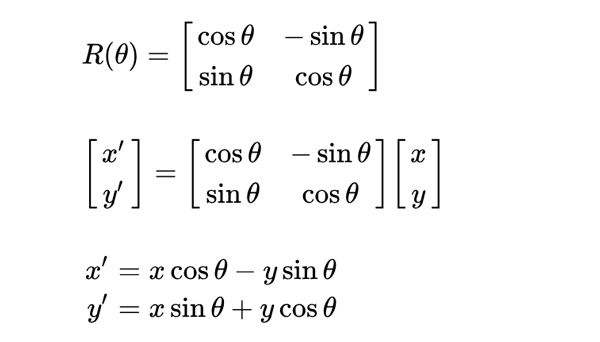 R(θ) = [ cos θ  − sin θ ]
[ sin θ  cos θ ]
[ x′ ] = [ cos θ  − sin θ ] [ x ]
[ y′ ]   [ sin θ  cos θ ] [ y ]
x′ = x cos θ − y sin θ
y′ = x sin θ + y cos θ